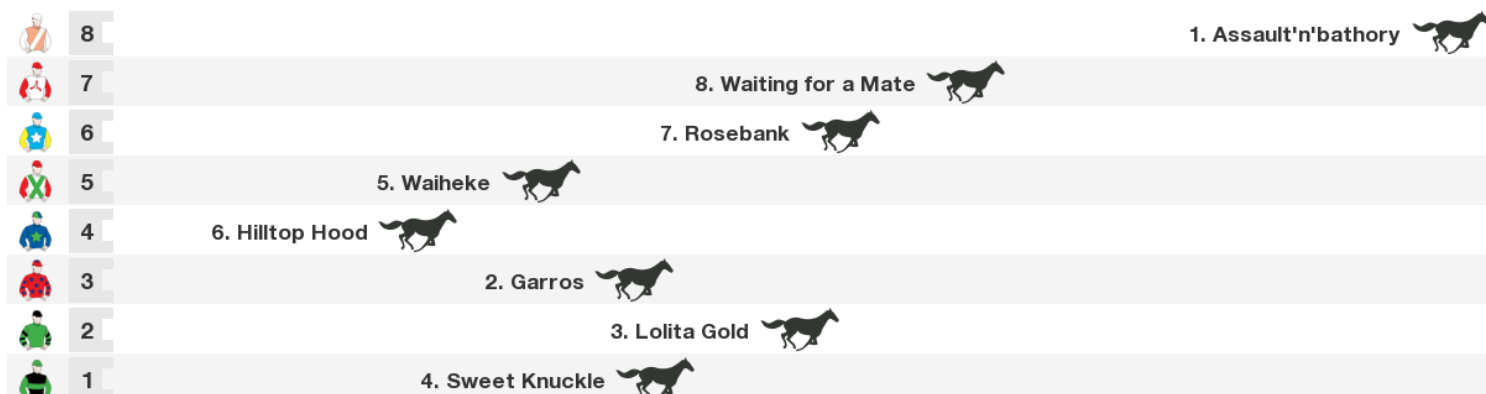 8 1. Assault'n'bathory
7 8. Waiting for a Mate
6 7. Rosebank
5 5. Waiheke
4 6. Hilltop Hood
3 2. Garros
2 3. Lolita Gold
1 4. Sweet Knuckle